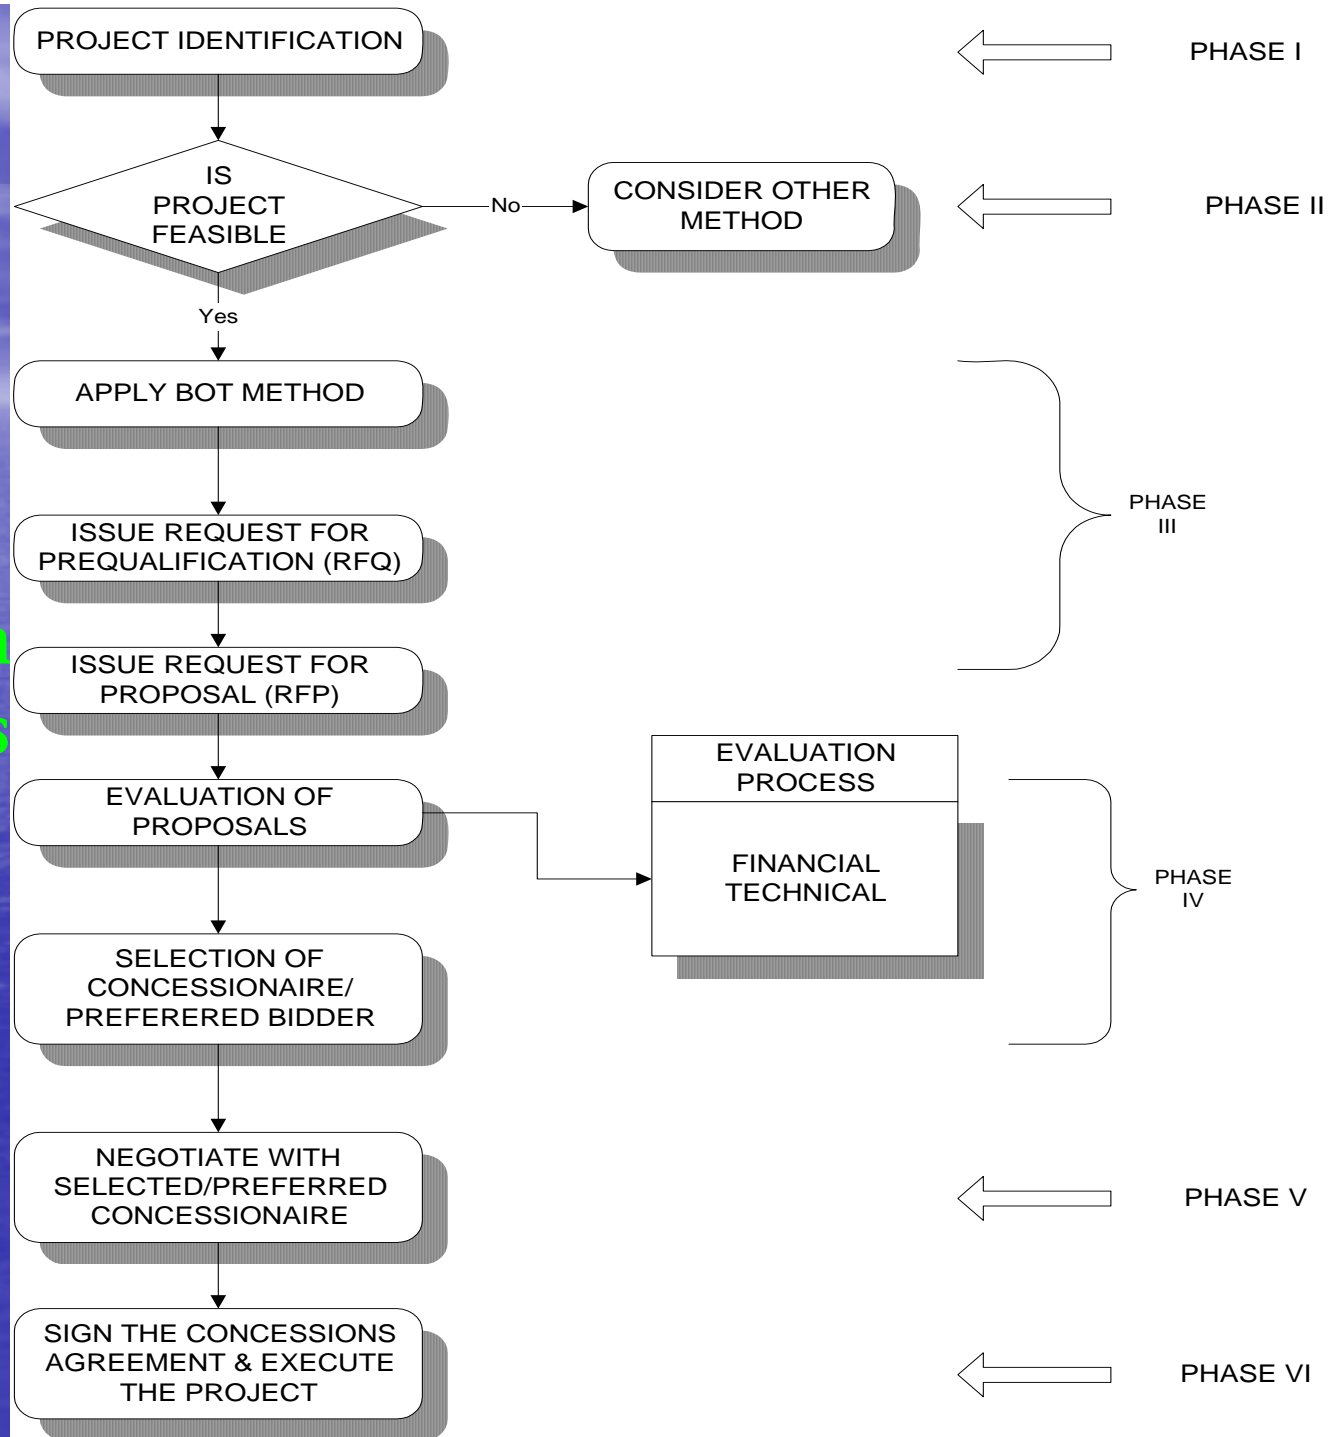 PROJECT IDENTIFICATION
PHASE I
IS
PROJECT
FEASIBLE
No
CONSIDER OTHER
METHOD
PHASE II
Yes
APPLY BOT METHOD
ISSUE REQUEST FOR
PREQUALIFICATION (RFQ)
PHASE
III
ISSUE REQUEST FOR
PROPOSAL (RFP)
EVALUATION OF
PROPOSALS
EVALUATION
PROCESS
FINANCIAL
TECHNICAL
PHASE
IV
SELECTION OF
CONCESSIONAIRE/
PREFERERED BIDDER
NEGOTIATE WITH
SELECTED/PREFERRED
CONCESSIONAIRE
PHASE V
SIGN THE CONCESSIONS
AGREEMENT & EXECUTE
THE PROJECT
PHASE VI